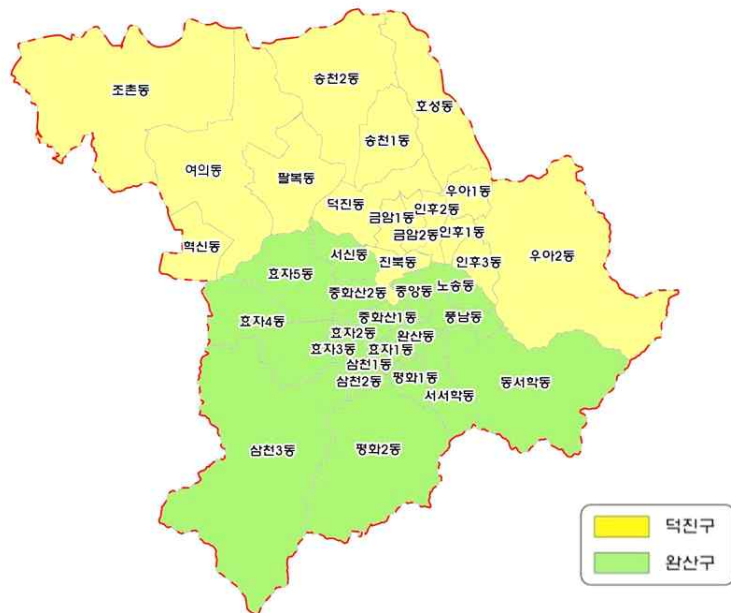 조촌동
송천2동
호성동
송천1동
여의동
팔복동
우아1동
덕진동
인후2동
금암1동
금암2동
인후1동
혁신동
서신동
진북동
인후3동
우아2동
효자5동
중화산2동
중앙동
노송동
효자4동
중화산1동
풍남동
효자2동
완산동
효자3동
효자1동
삼천1동
삼천2동
평화1동
동서학동
서서학동
삼천3동
평화2동
덕진구
완산구